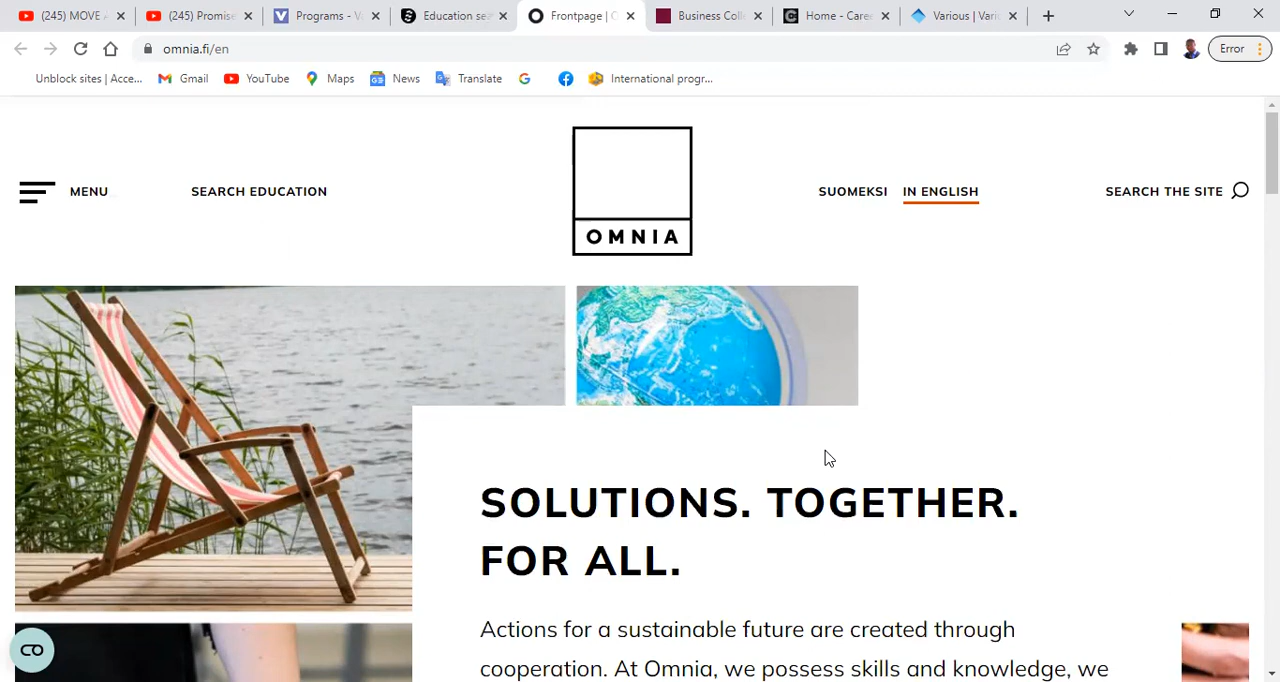 (245) MOVE
(245) Promise
Programs - V
Education se
Frontpage |
Business Coll
Home - Caree
Various | Vari
omnia.fi/en
Error
Unblock sites | Acce...
Gmail
YouTube
Maps
News
Translate
International progr...
MENU
SEARCH EDUCATION
OMNIA
SUOMEKSI
IN ENGLISH
SEARCH THE SITE
SOLUTIONS. TOGETHER.
FOR ALL.
Actions for a sustainable future are created through
cooperation. At Omnia, we possess skills and knowledge, we